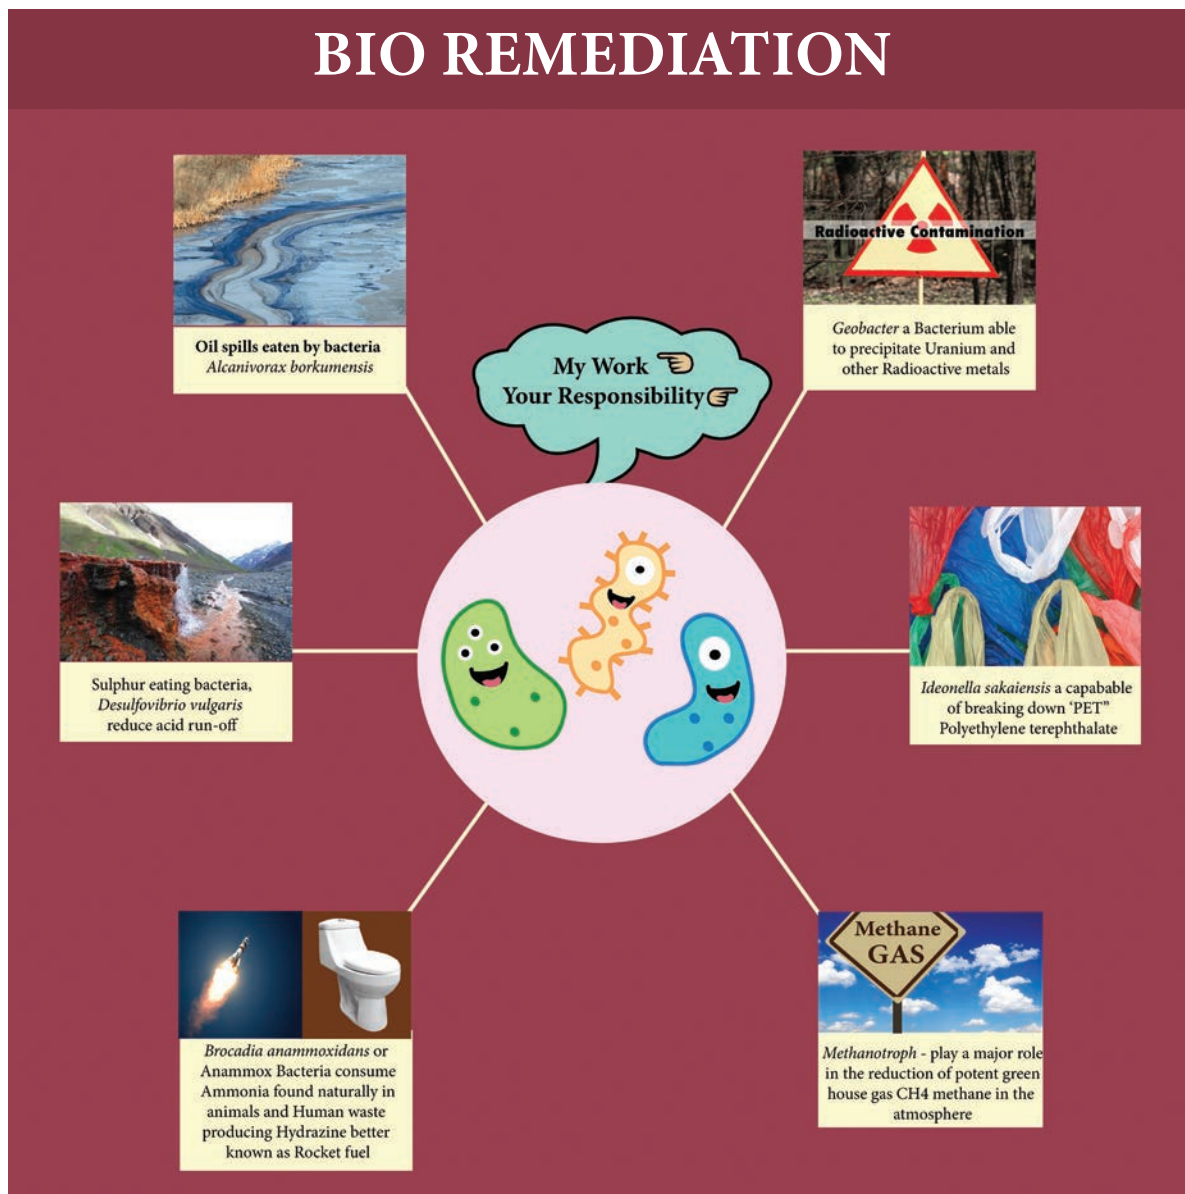 BIO REMEDIATION
Oil spills eaten by bacteria
Alcanivorax borkumensis
Radioactive Contamination
Geobacter a Bacterium able
to precipitate Uranium and
other Radioactive metals
My Work
Your Responsibility
Sulphur eating bacteria,
Desulfovibrio vulgaris
reduce acid run-off
Ideonella sakaiensis a capabable
of breaking down ‘PET”
Polyethylene terephthalate
Brocadia anammoxidans or
Anammox Bacteria consume
Ammonia found naturally in
animals and Human waste
producing Hydrazine better
known as Rocket fuel
Methane
GAS
Methanotroph - play a major role
in the reduction of potent green
house gas CH4 methane in the
atmosphere